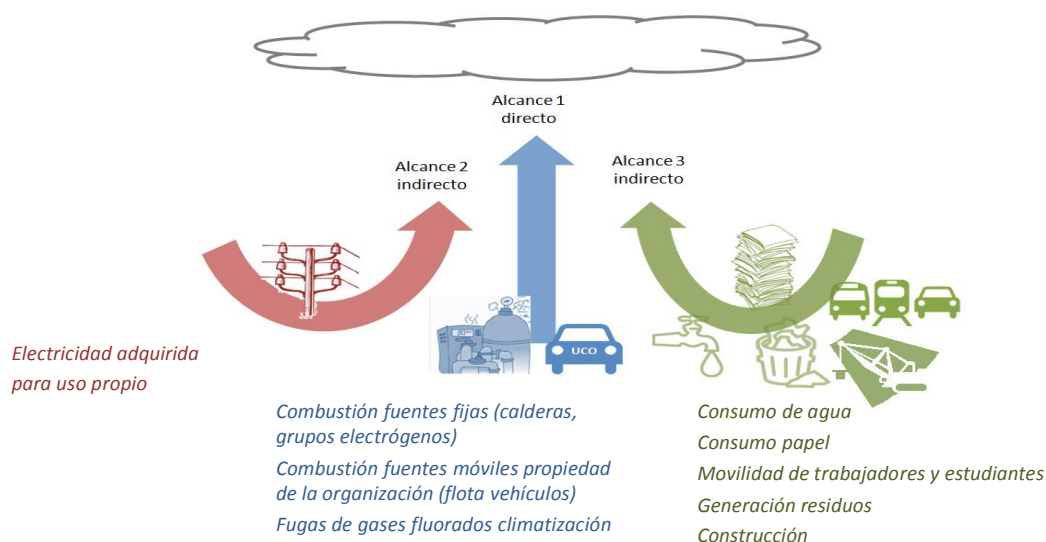 Alcance 1
directo
Alcance 2
indirecto
Alcance 3
indirecto
UCO
Electricidad adquirida
para uso propio
Combustión fuentes fijas (calderas,
grupos electrógenos)
Combustión fuentes móviles propiedad
de la organización (flota vehículos)
Fugas de gases fluorados climatización
Consumo de agua
Consumo papel
Movilidad de trabajadores y estudiantes
Generación residuos
Construcción